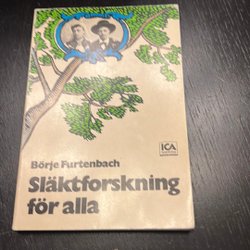 ICA
Börje Furtenbach
Släktforskning
för alla